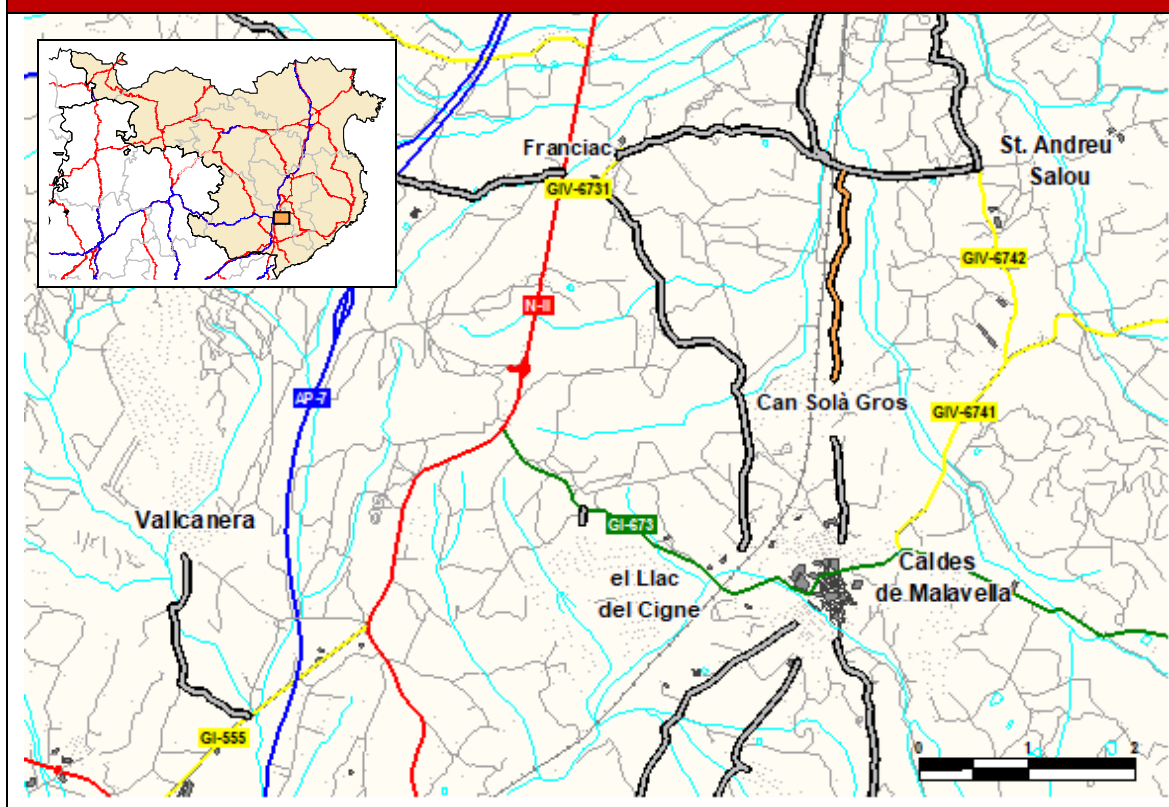 Franciac
St. Andreu
Salou
GIV-6731
GIV-6742
N-II
AP-7
Can Solà Gros
GIV-6741
Vallcanera
GI-673
el Llac
del Cigne
Caldes
de Malavella
GI-555
0 1 2